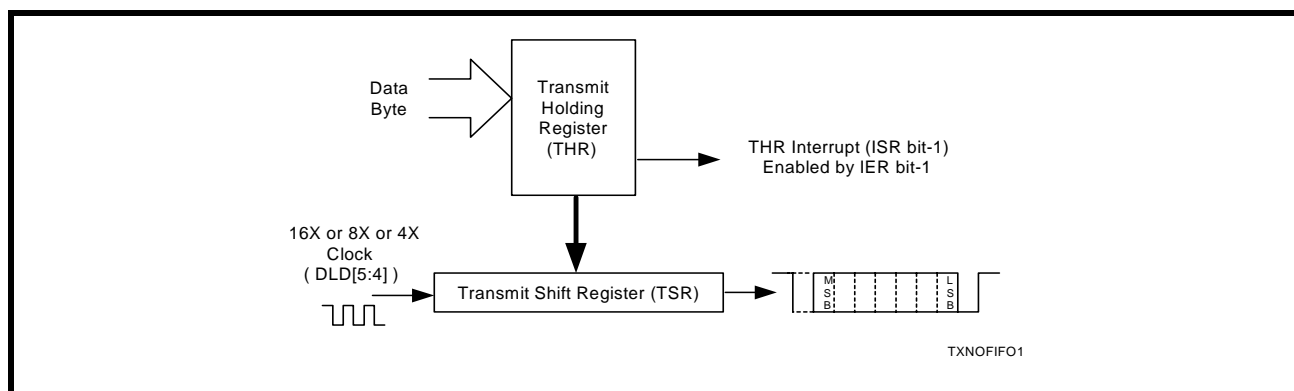 Data
Byte
Transmit
Holding
Register
(THR)
THR Interrupt (ISR bit-1)
Enabled by IER bit-1
16X or 8X or 4X
Clock
( DLD[5:4] )
Transmit Shift Register (TSR)
M
S
B
L
S
B
TXNOFIFO1